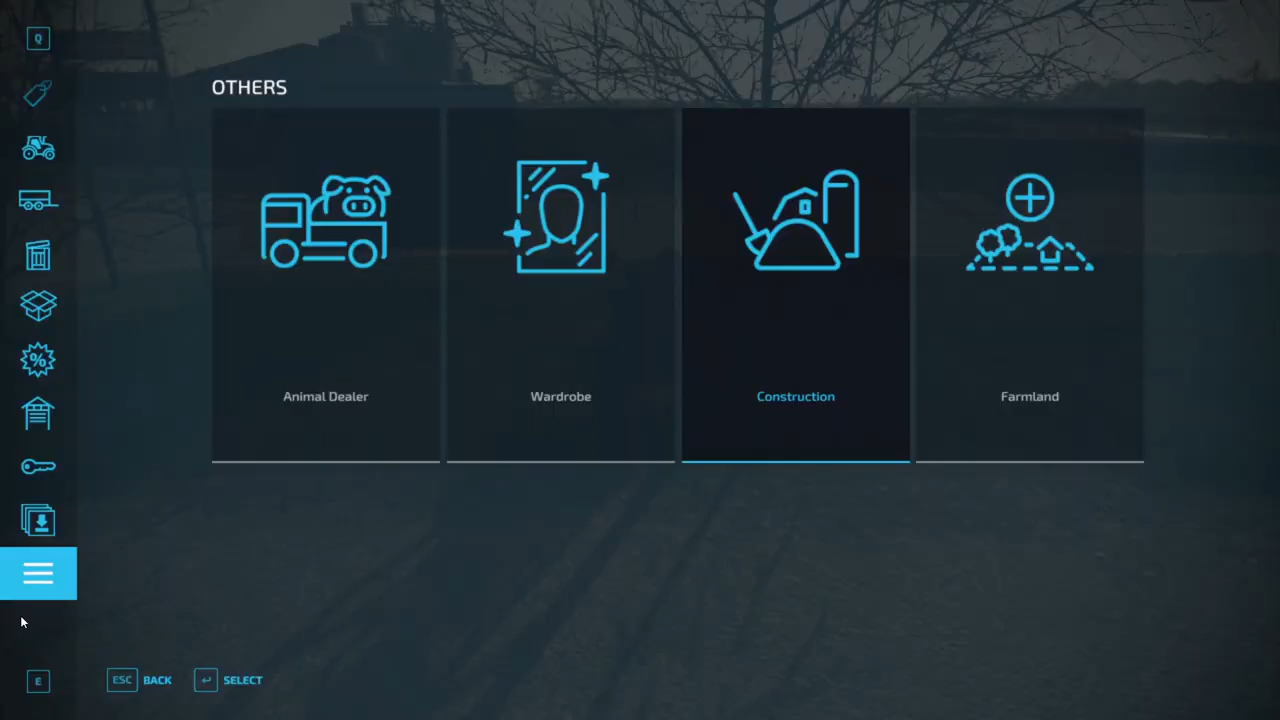 Q
OTHERS
Animal Dealer
Wardrobe
Construction
Farmland
%
E
ESC BACK
SELECT